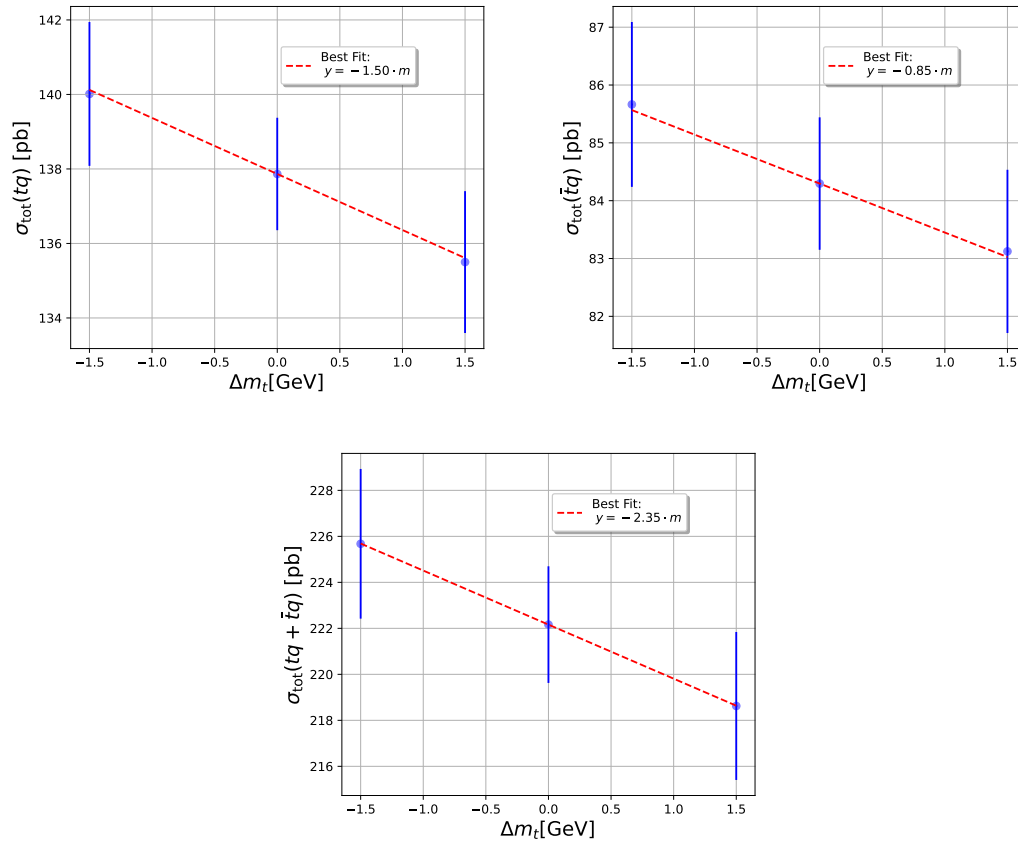 142
140
138
136
134
σtot(tq) [pb]
Best Fit:
y = −1.50 · m
−1.5 −1.0 −0.5 0.0 0.5 1.0 1.5
Δmt[GeV]
87
86
85
84
83
82
σtot(t̄q) [pb]
Best Fit:
y = −0.85 · m
−1.5 −1.0 −0.5 0.0 0.5 1.0 1.5
Δmt[GeV]
228
226
224
222
220
218
216
σtot(tq + t̄q) [pb]
Best Fit:
y = −2.35 · m
−1.5 −1.0 −0.5 0.0 0.5 1.0 1.5
Δmt[GeV]